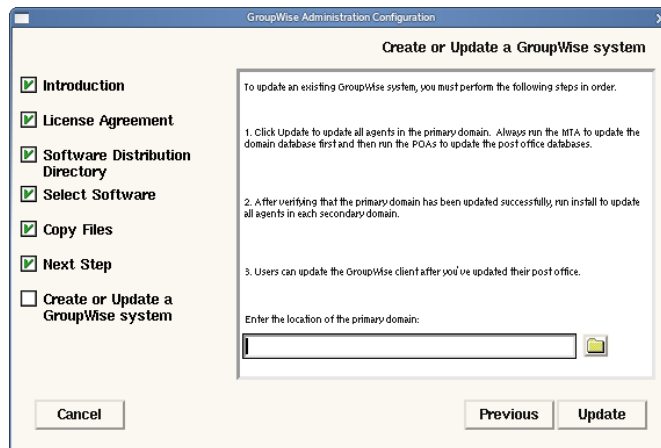 GroupWise Administration Configuration
Create or Update a GroupWise system
Introduction
License Agreement
Software Distribution
Directory
Select Software
Copy Files
Next Step
Create or Update a
GroupWise system
To update an existing GroupWise system, you must perform the following steps in order.
1. Click Update to update all agents in the primary domain. Always run the MTA to update the
domain database first and then run the POAs to update the post office databases.
2. After verifying that the primary domain has been updated successfully, run install to update
all agents in each secondary domain.
3. Users can update the GroupWise client after you've updated their post office.
Enter the location of the primary domain:
Cancel
Previous
Update